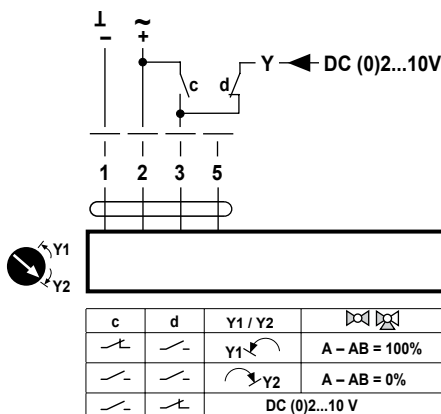 ⊥ ~
– +
c d Y DC (0)2...10V
1 2 3 5
Y1
Y2
c d Y1 / Y2
Y1 A – AB = 100%
Y2 A – AB = 0%
DC (0)2...10 V